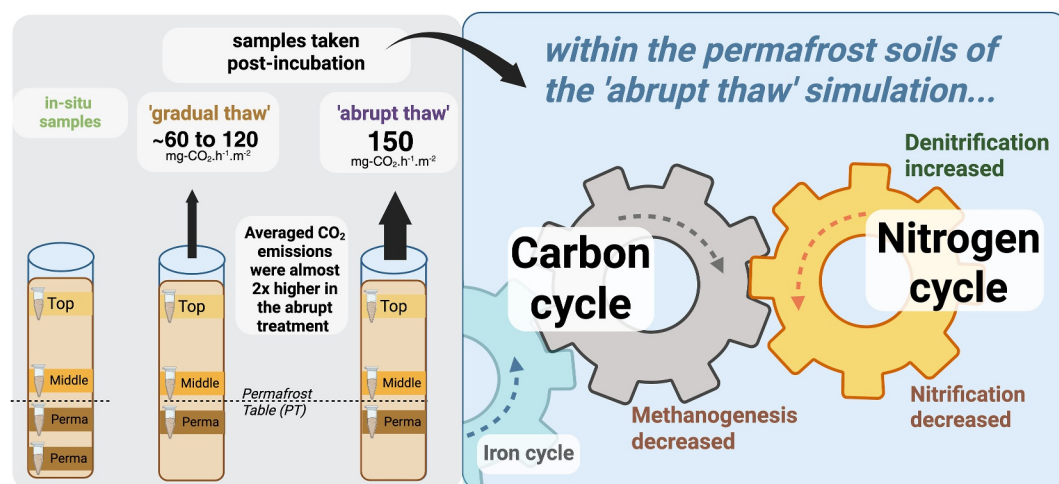 samples taken
post-incubation
in-situ
samples
'gradual thaw'
~60 to 120
mg-CO₂.h⁻¹.m⁻²
'abrupt thaw'
150
mg-CO₂.h⁻¹.m⁻²
Averaged CO₂
emissions
were almost
2x higher in
the abrupt
treatment
Top
Middle
Perma
Perma
Top
Middle
Perma
Permafrost
Table (PT)
Top
Middle
Perma
within the permafrost soils of
the 'abrupt thaw' simulation...
Denitrification
increased
Carbon
cycle
Nitrogen
cycle
Methanogenesis
decreased
Nitrification
decreased
Iron cycle